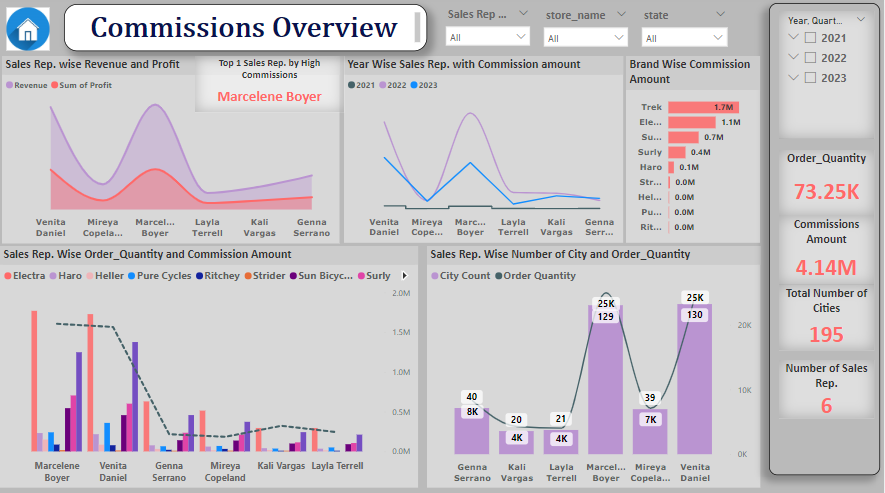 Commissions Overview
Sales Rep ...
store_name
state
All
All
All
Year, Quart...
2021
2022
2023
Sales Rep. wise Revenue and Profit
Revenue Sum of Profit
Top 1 Sales Rep. by High
Commissions
Marcelene Boyer
Venita Mireya Marcel... Layla Kali Genna
Daniel Copela... Boyer Terrell Vargas Serrano
Year Wise Sales Rep. with Commission amount
2021 2022 2023
Venita Mireya Marc... Layla Kali Genna
Daniel Cope... Boyer Terrell Vargas Serr...
Brand Wise Commission
Amount
Trek 1.7M
Ele... 1.1M
Su... 0.7M
Surly 0.4M
Haro 0.1M
Str... 0.0M
Hel... 0.0M
Pu... 0.0M
Rit... 0.0M
Order_Quantity
73.25K
Commissions
Amount
4.14M
Total Number of
Cities
195
Number of Sales
Rep.
6
Sales Rep. Wise Order_Quantity and Commission Amount
Electra Haro Heller Pure Cycles Ritchey Strider Sun Bicyc... Surly
2.0M
1.5M
1.0M
0.5M
0.0M
Marcelene Venita Genna Mireya Kali Vargas Layla Terrell
Boyer Daniel Serrano Copeland
Sales Rep. Wise Number of City and Order_Quantity
City Count Order Quantity
25K 25K
129 130
20K
10K
0K
40 20 21 39
8K 4K 4K 7K
Genna Kali Layla Marcel... Mireya Venita
Serrano Vargas Terrell Boyer Copela... Daniel